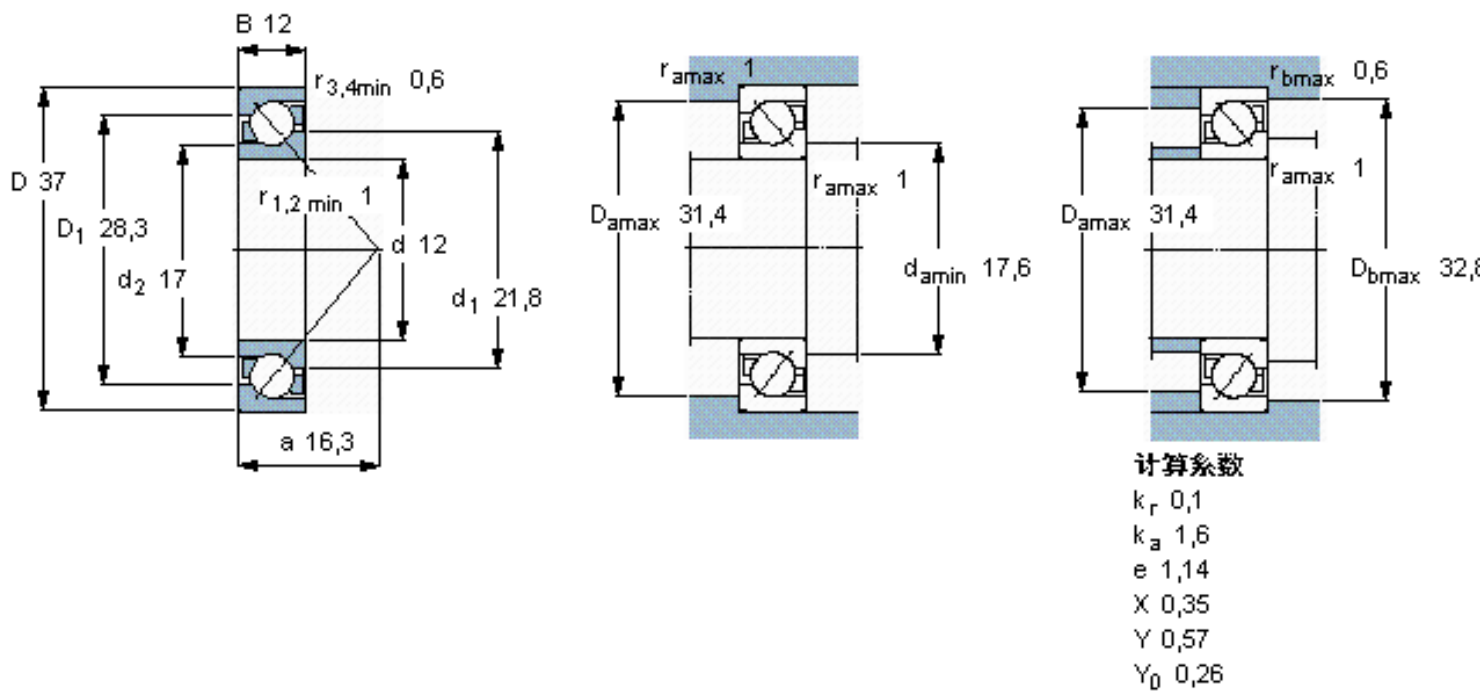 B 12
r3,4min 0,6
D 37
D1 28,3
d2 17
r1,2 min 1
d 12
d1 21,8
a 16,3
ramax 1
ramax 1
Damax 31,4
damin 17,6
rbmax 0,6
ramax 1
Damax 31,4
Dbmax 32,8
计算系数
kr 0,1
ka 1,6
e 1,14
X 0,35
Y 0,57
Y0 0,26